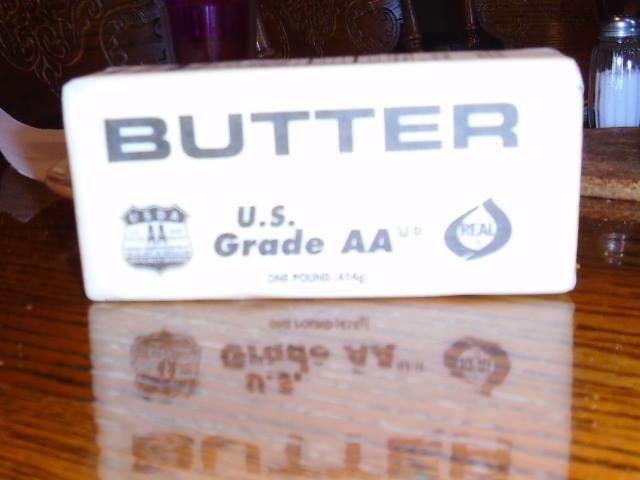 BUTTER
USDA
AA
U.S.
Grade AA
REAL
ONE POUND (454g)